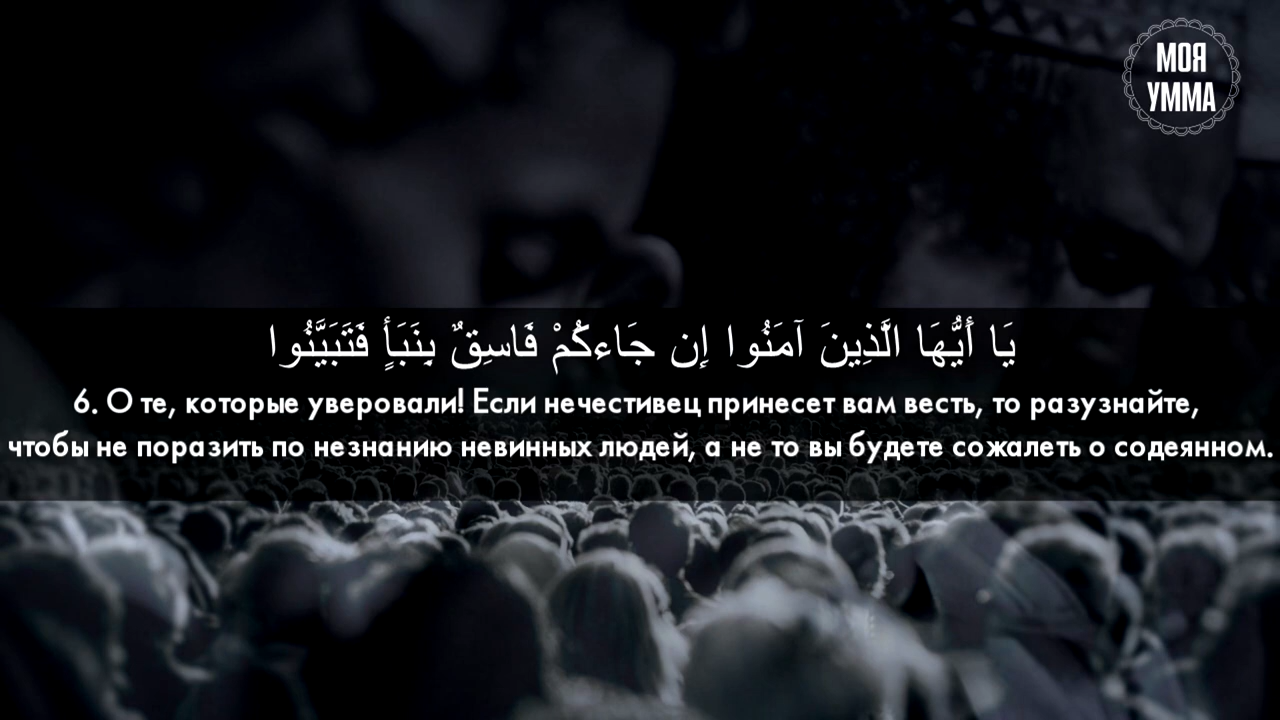 МОЯ
УММА
يَا أَيُّهَا الَّذِينَ آمَنُوا إِن جَاءكُمْ فَاسِقٌ بِنَبَأٍ فَتَبَيَّنُوا
6. О те, которые уверовали! Если нечестивец принесет вам весть, то разузнайте,
чтобы не поразить по незнанию невинных людей, а не то вы будете сожалеть о содеянном.